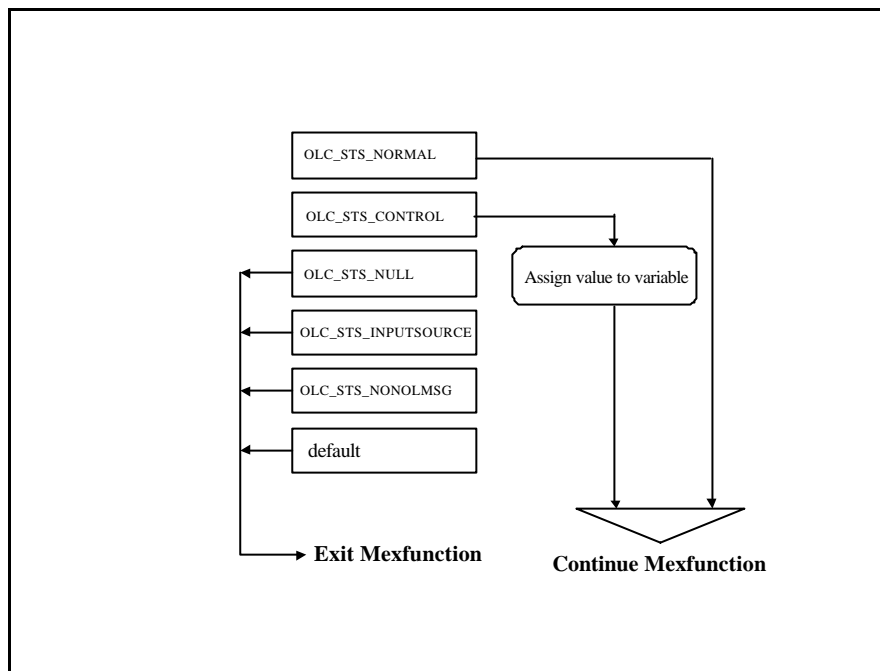 OLC_STS_NORMAL
OLC_STS_CONTROL
OLC_STS_NULL
Assign value to variable
OLC_STS_INPUTSOURCE
OLC_STS_NONOLMSG
default
Exit Mexfunction
Continue Mexfunction